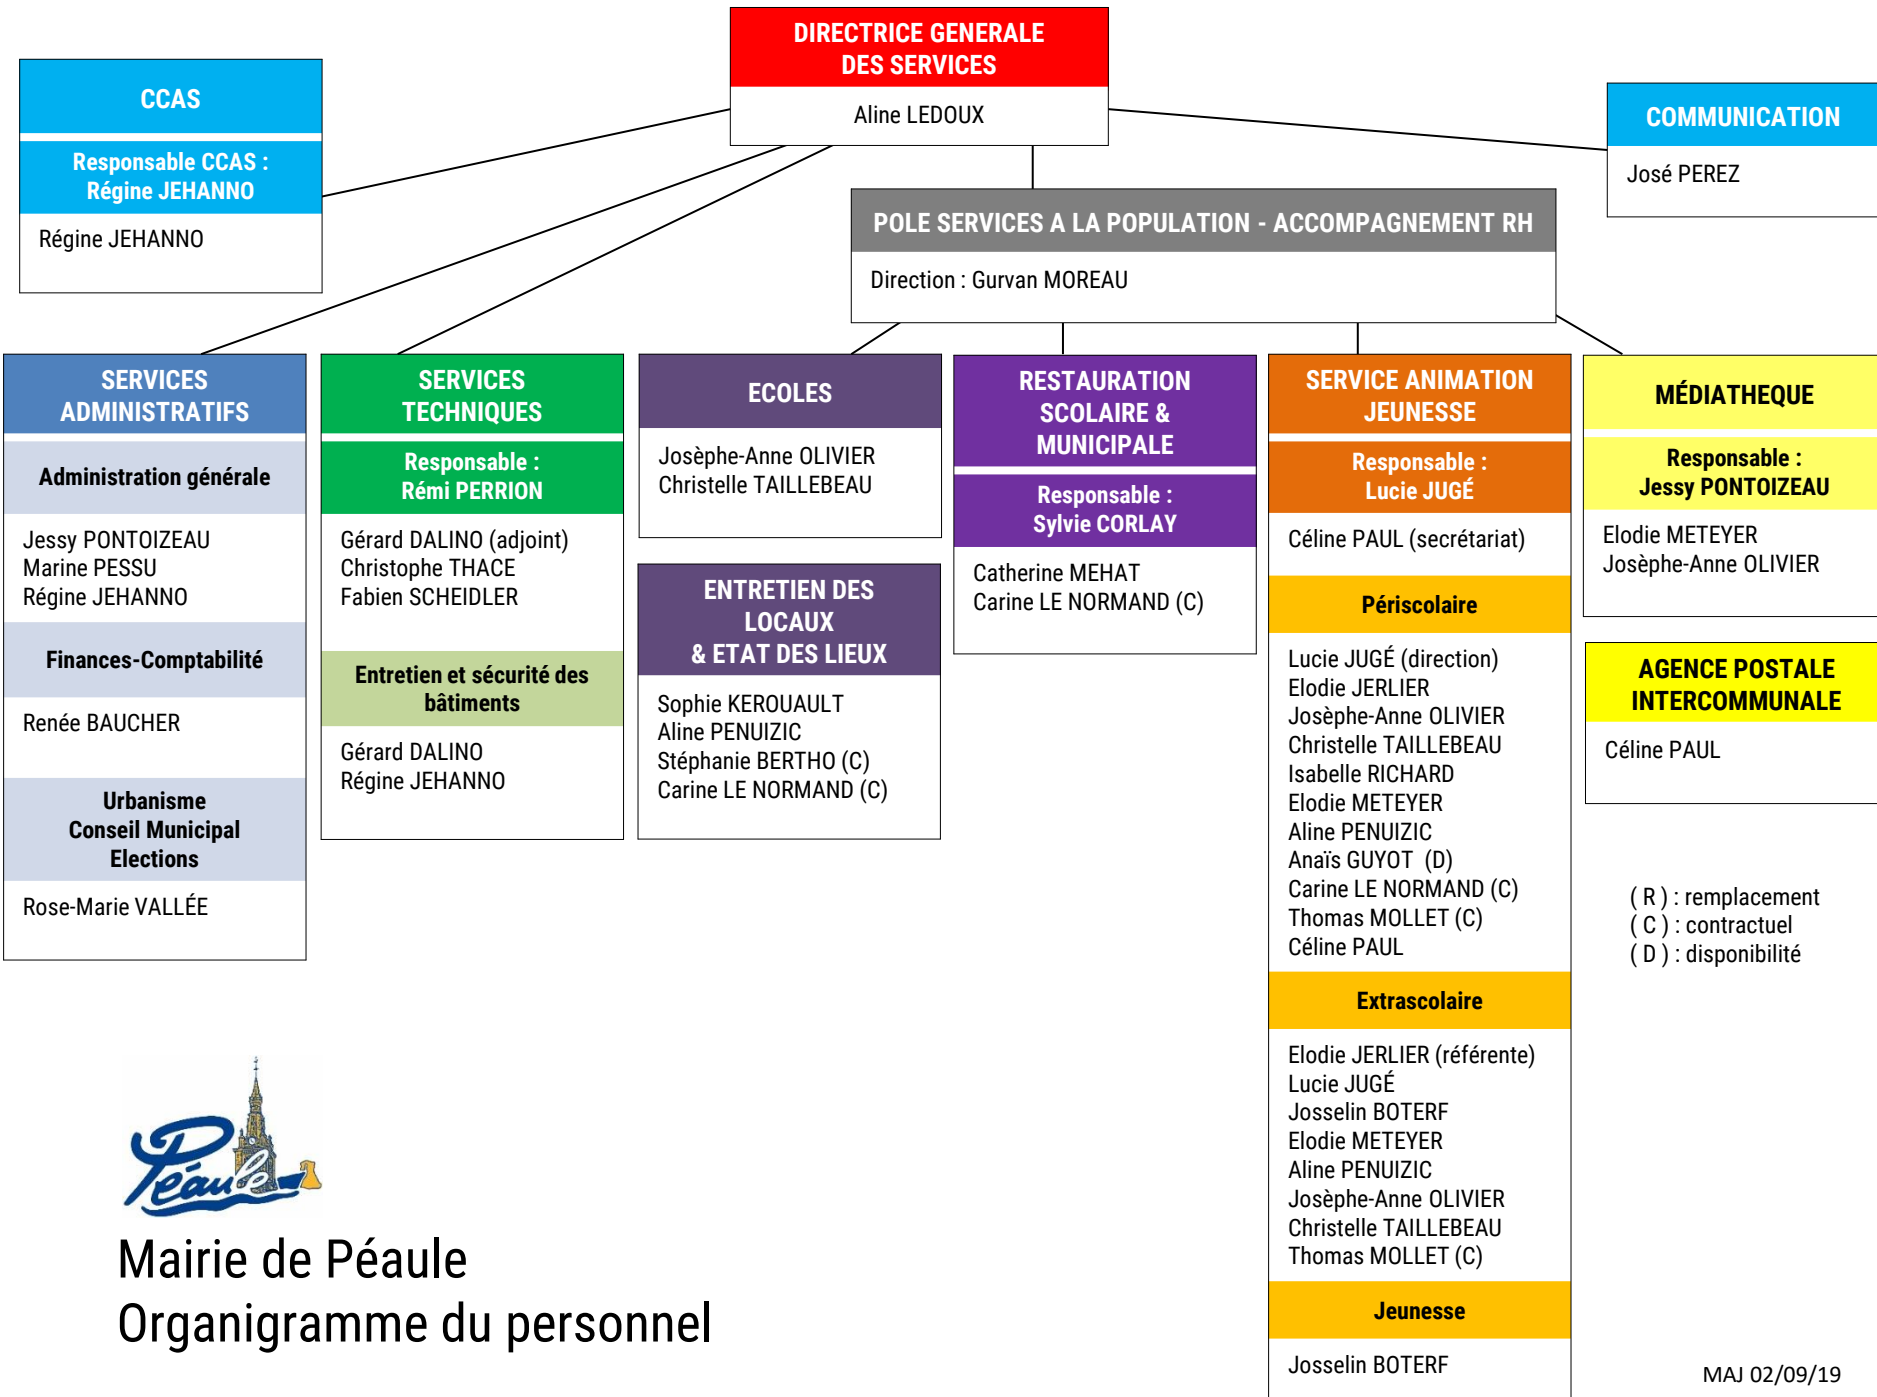 DIRECTRICE GENERALE
DES SERVICES
Aline LEDOUX
CCAS
Responsable CCAS :
Régine JEHANNO
Régine JEHANNO
COMMUNICATION
José PEREZ
POLE SERVICES A LA POPULATION - ACCOMPAGNEMENT RH
Direction : Gurvan MOREAU
SERVICES
ADMINISTRATIFS
Administration générale
Jessy PONTOIZEAU
Marine PESSU
Régine JEHANNO
Finances-Comptabilité
Renée BAUCHER
Urbanisme
Conseil Municipal
Elections
Rose-Marie VALLÉE
SERVICES
TECHNIQUES
Responsable :
Rémi PERRION
Gérard DALINO (adjoint)
Christophe THACE
Fabien SCHEIDLER
Entretien et sécurité des
bâtiments
Gérard DALINO
Régine JEHANNO
ECOLES
Josèphe-Anne OLIVIER
Christelle TAILLEBEAU
ENTRETIEN DES
LOCAUX
& ETAT DES LIEUX
Sophie KEROUAULT
Aline PENUIZIC
Stéphanie BERTHO (C)
Carine LE NORMAND (C)
RESTAURATION
SCOLAIRE &
MUNICIPALE
Responsable :
Sylvie CORLAY
Catherine MEHAT
Carine LE NORMAND (C)
SERVICE ANIMATION
JEUNESSE
Responsable :
Lucie JUGÉ
Céline PAUL (secrétariat)
Périscolaire
Lucie JUGÉ (direction)
Elodie JERLIER
Josèphe-Anne OLIVIER
Christelle TAILLEBEAU
Isabelle RICHARD
Elodie METEYER
Aline PENUIZIC
Anaïs GUYOT (D)
Carine LE NORMAND (C)
Thomas MOLLET (C)
Céline PAUL
Extrascolaire
Elodie JERLIER (référente)
Lucie JUGÉ
Josselin BOTERF
Elodie METEYER
Aline PENUIZIC
Josèphe-Anne OLIVIER
Christelle TAILLEBEAU
Thomas MOLLET (C)
Jeunesse
Josselin BOTERF
MÉDIATHEQUE
Responsable :
Jessy PONTOIZEAU
Elodie METEYER
Josèphe-Anne OLIVIER
AGENCE POSTALE
INTERCOMMUNALE
Céline PAUL
( R ) : remplacement
( C ) : contractuel
( D ) : disponibilité
Péaule
Mairie de Péaule
Organigramme du personnel
MAJ 02/09/19